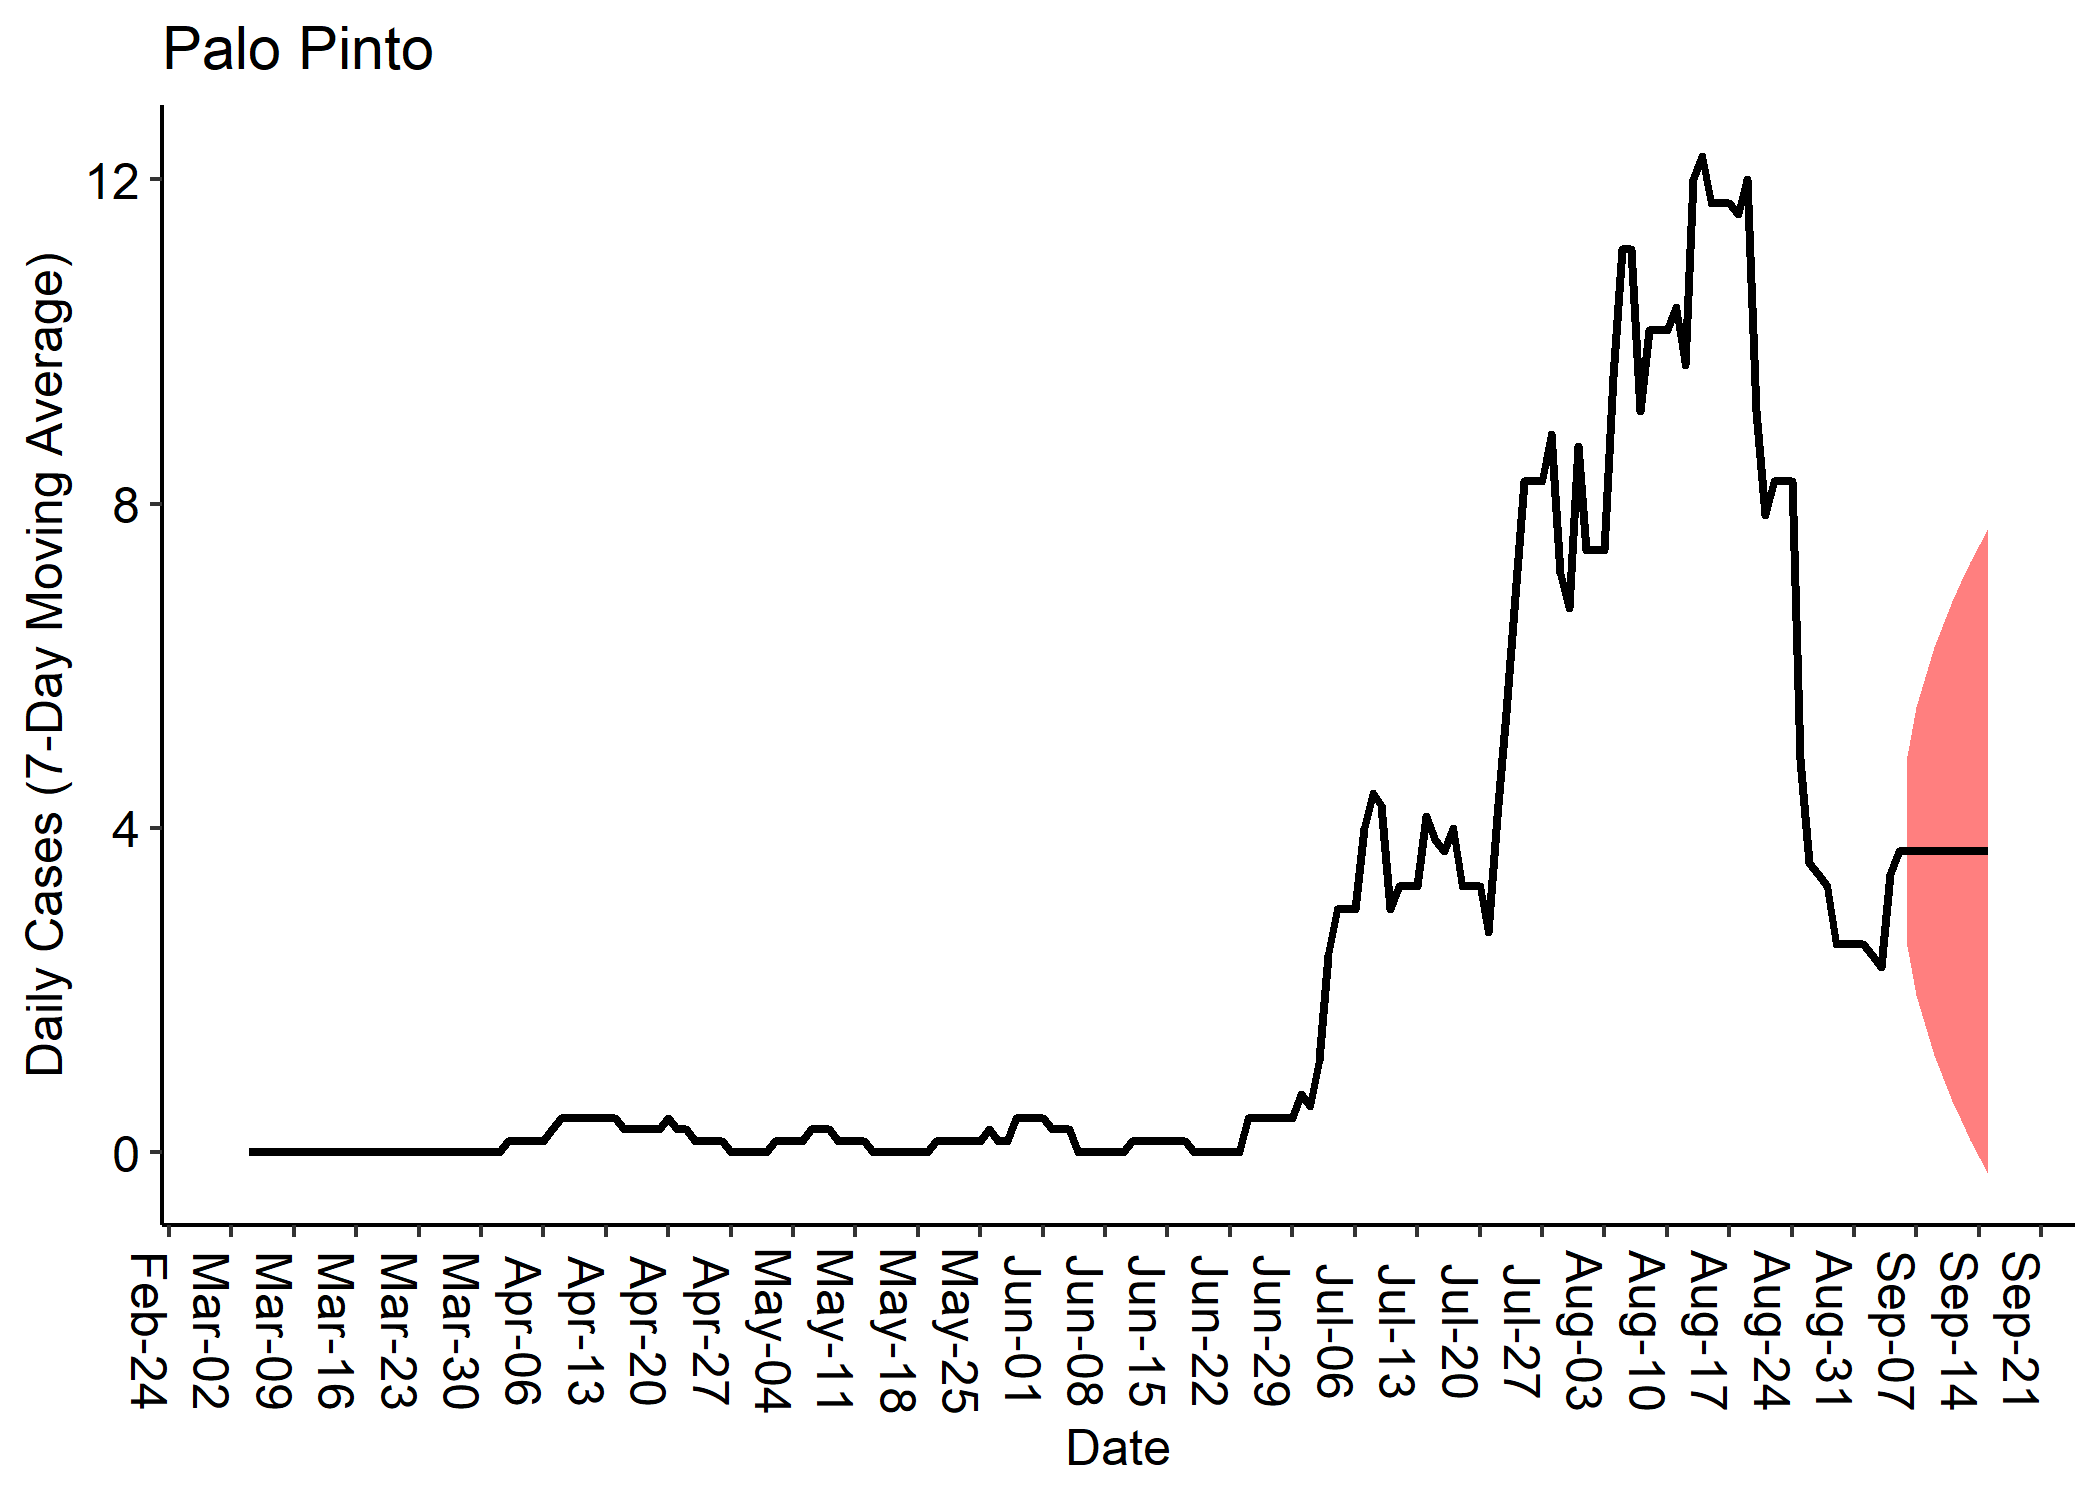 Palo Pinto
Daily Cases (7-Day Moving Average)
12
8
4
0
Feb-24
Mar-02
Mar-09
Mar-16
Mar-23
Mar-30
Apr-06
Apr-13
Apr-20
Apr-27
May-04
May-11
May-18
May-25
Jun-01
Jun-08
Jun-15
Jun-22
Jun-29
Jul-06
Jul-13
Jul-20
Jul-27
Aug-03
Aug-10
Aug-17
Aug-24
Aug-31
Sep-07
Sep-14
Sep-21
Date